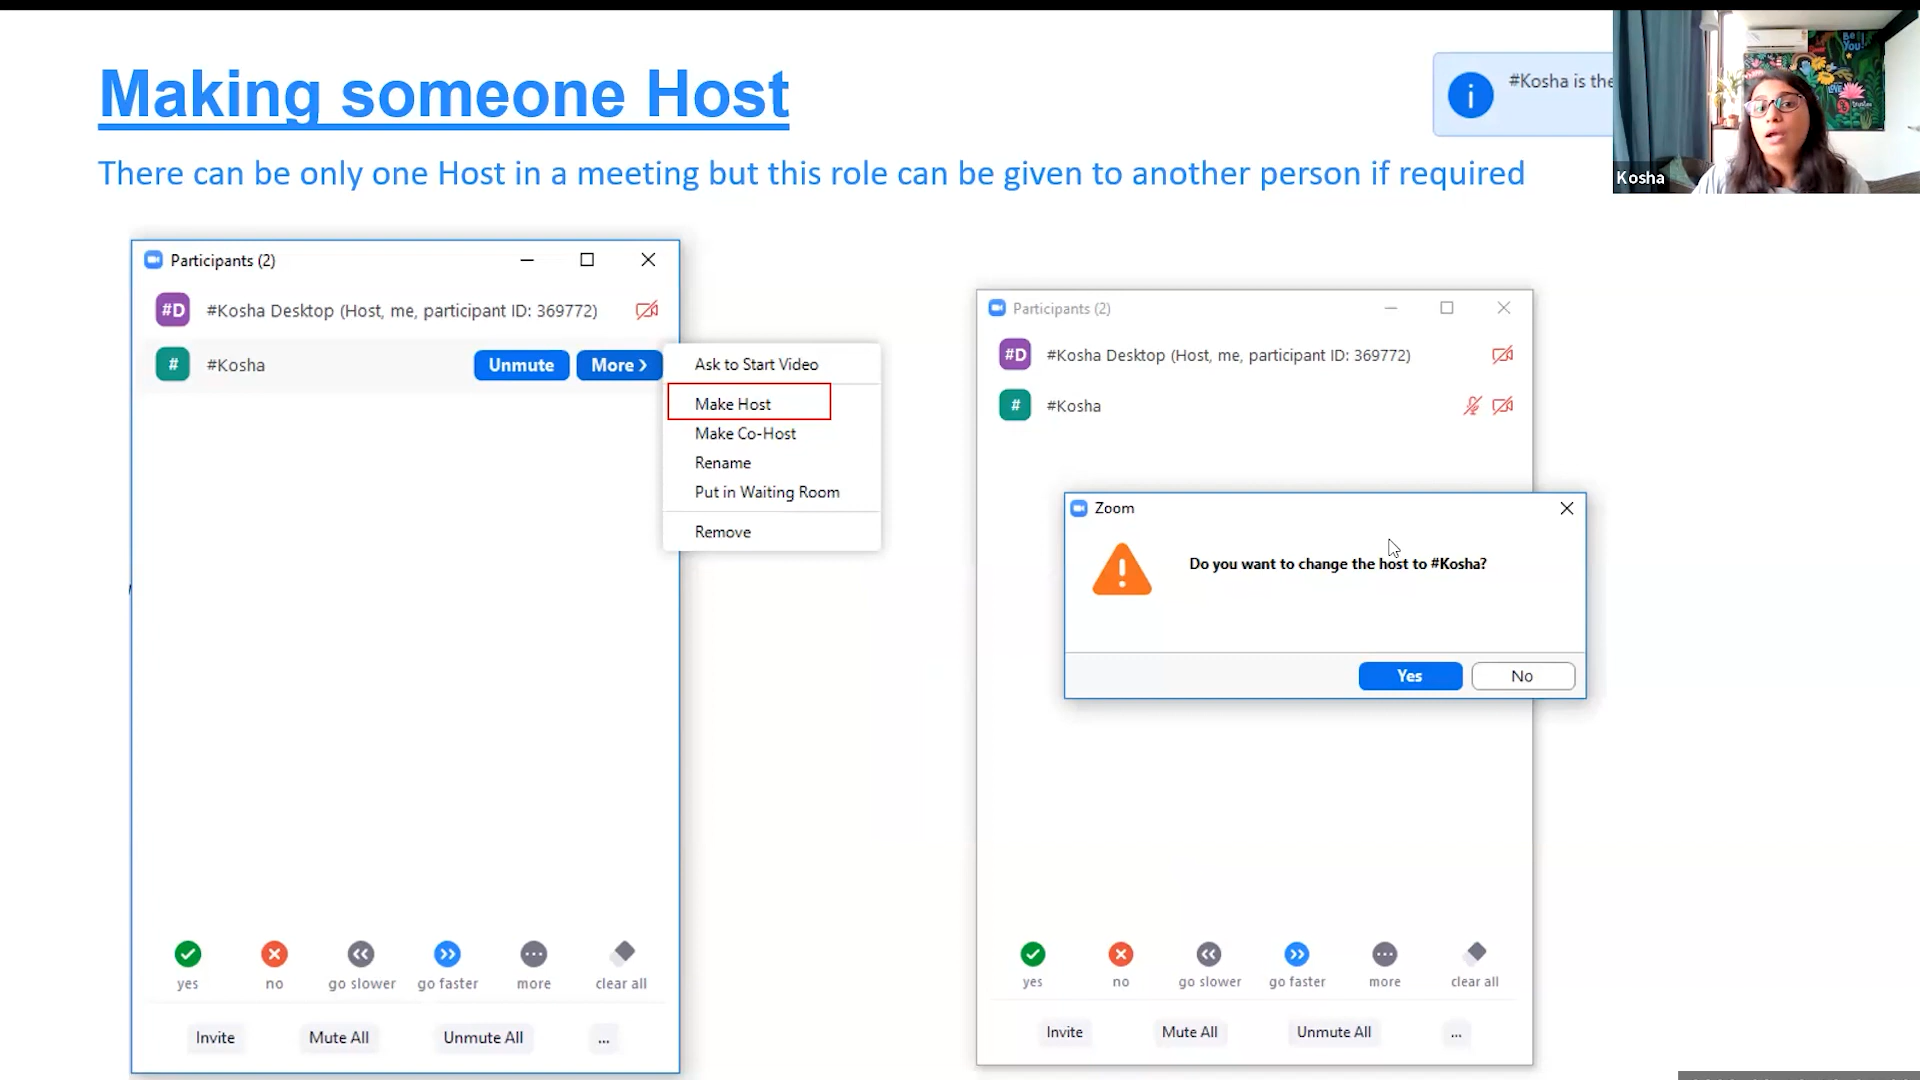 Making someone Host
#Kosha is the
Be
You!
LOVE
Kosha
There can be only one Host in a meeting but this role can be given to another person if required
Participants (2)
#D #Kosha Desktop (Host, me, participant ID: 369772)
# #Kosha Unmute More >
Ask to Start Video
Make Host
Make Co-Host
Rename
Put in Waiting Room
Remove
yes no go slower go faster more clear all
Invite Mute All Unmute All ...
Participants (2)
#D #Kosha Desktop (Host, me, participant ID: 369772)
# #Kosha
Zoom
Do you want to change the host to #Kosha?
Yes No
yes no go slower go faster more clear all
Invite Mute All Unmute All ...